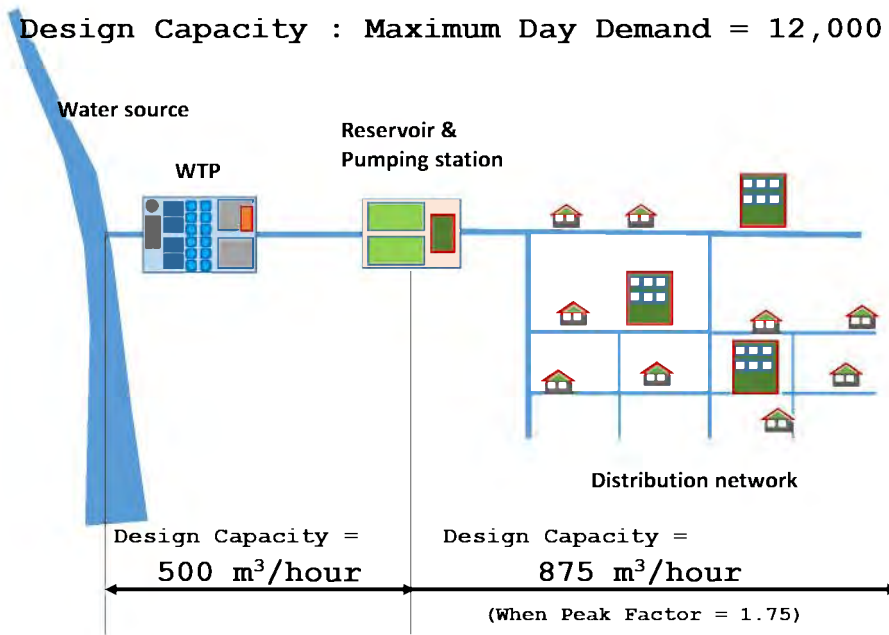 Design Capacity : Maximum Day Demand = 12,000
Water source
Reservoir &
Pumping station
WTP
Distribution network
Design Capacity =
500 m³/hour
Design Capacity =
875 m³/hour
(When Peak Factor = 1.75)